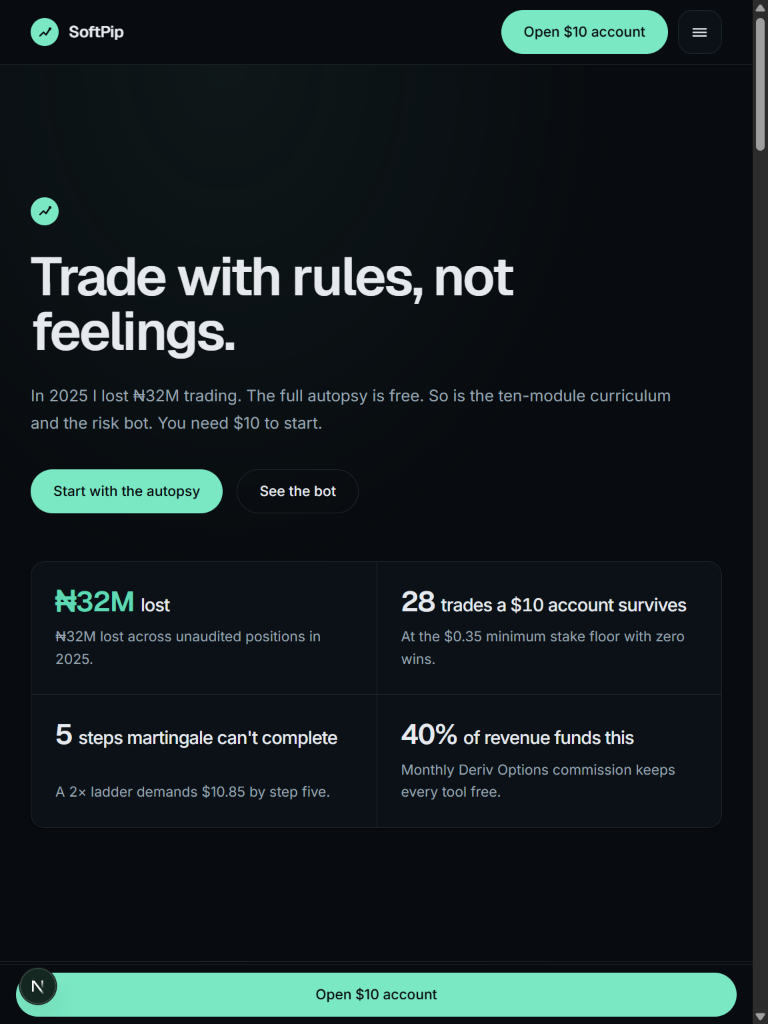 SoftPip
Open $10 account
Trade with rules, not
feelings.
In 2025 I lost ₦32M trading. The full autopsy is free. So is the ten-module curriculum
and the risk bot. You need $10 to start.
Start with the autopsy
See the bot
₦32M lost
₦32M lost across unaudited positions in
2025.
28 trades a $10 account survives
At the $0.35 minimum stake floor with zero
wins.
5 steps martingale can't complete
A 2× ladder demands $10.85 by step five.
40% of revenue funds this
Monthly Deriv Options commission keeps
every tool free.
N
Open $10 account